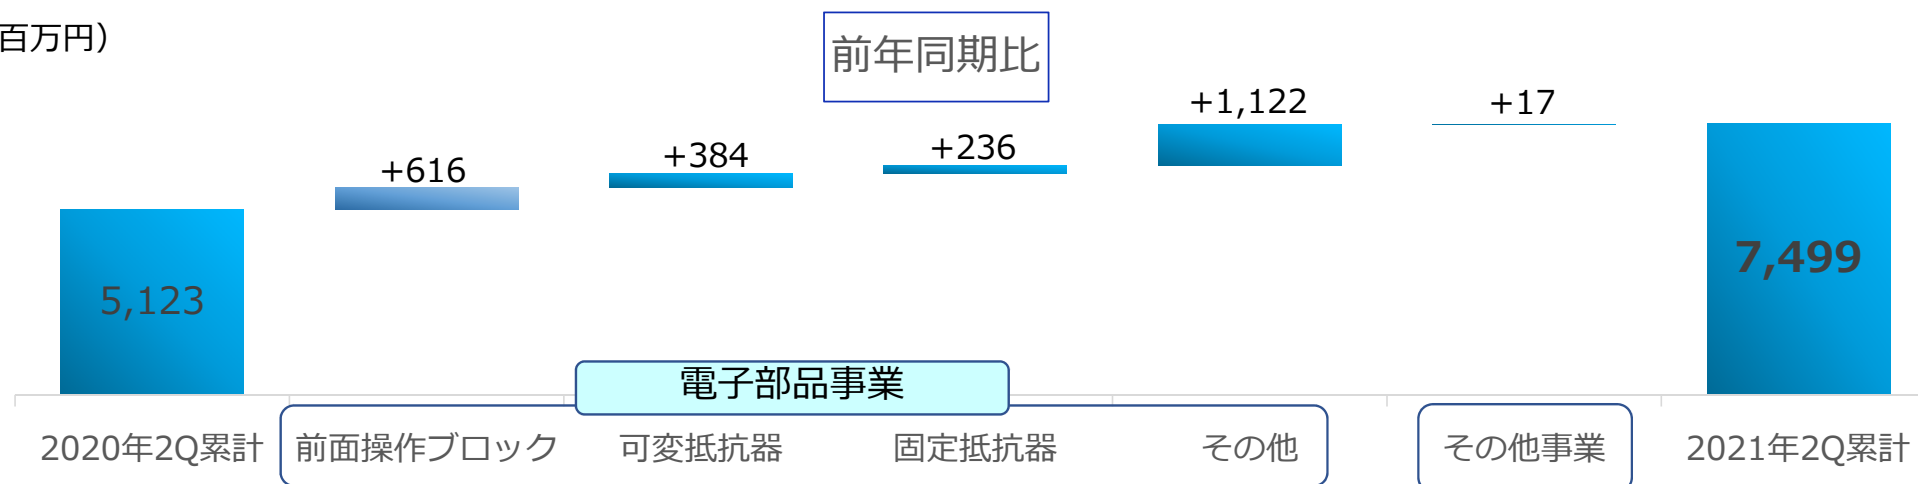 百万円）
前年同期比
+616
+384
+236
+1,122
+17
5,123
7,499
電子部品事業
2020年2Q累計
前面操作ブロック
可変抵抗器
固定抵抗器
その他
その他事業
2021年2Q累計